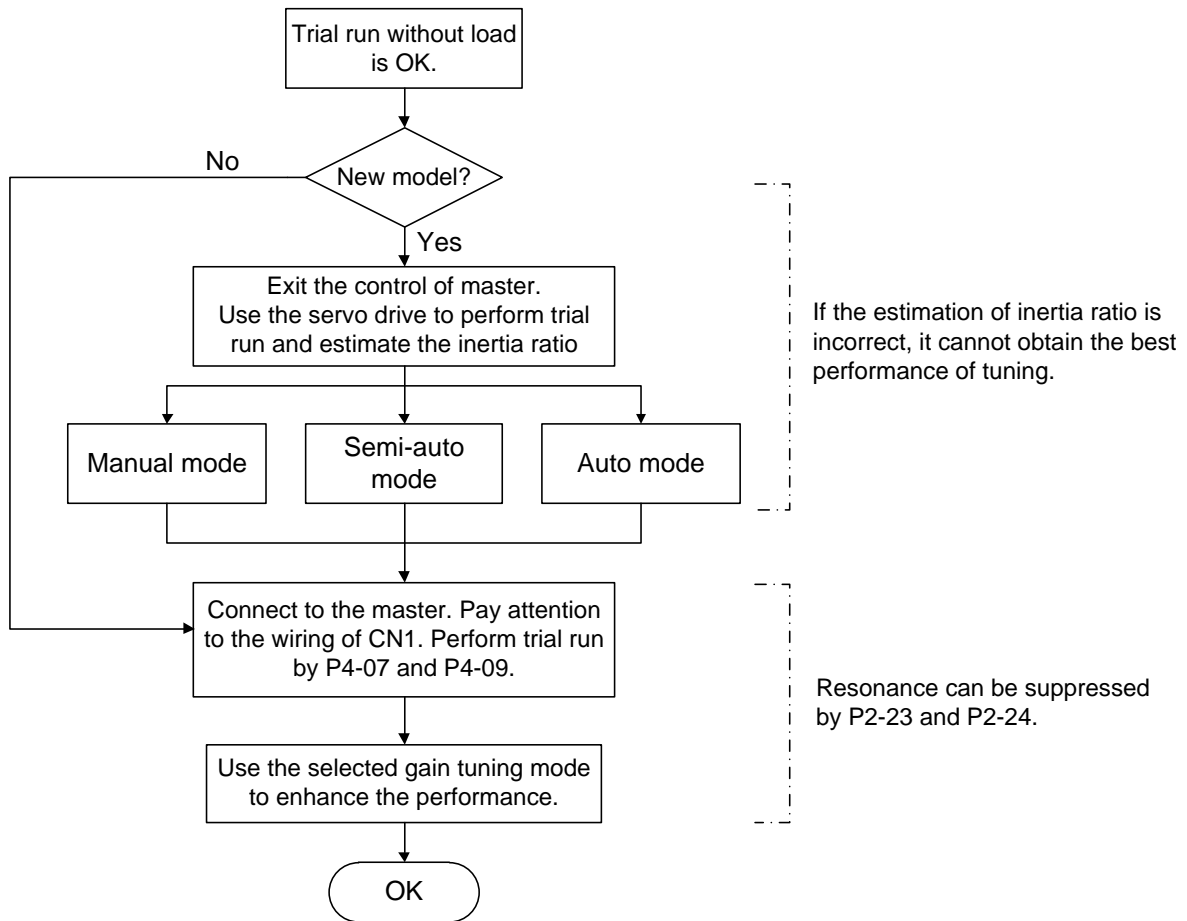 Trial run without load
is OK.
No
New model?
Yes
Exit the control of master.
Use the servo drive to perform trial
run and estimate the inertia ratio
If the estimation of inertia ratio is
incorrect, it cannot obtain the best
performance of tuning.
Manual mode
Semi-auto
mode
Auto mode
Connect to the master. Pay attention
to the wiring of CN1. Perform trial run
by P4-07 and P4-09.
Resonance can be suppressed
by P2-23 and P2-24.
Use the selected gain tuning mode
to enhance the performance.
OK